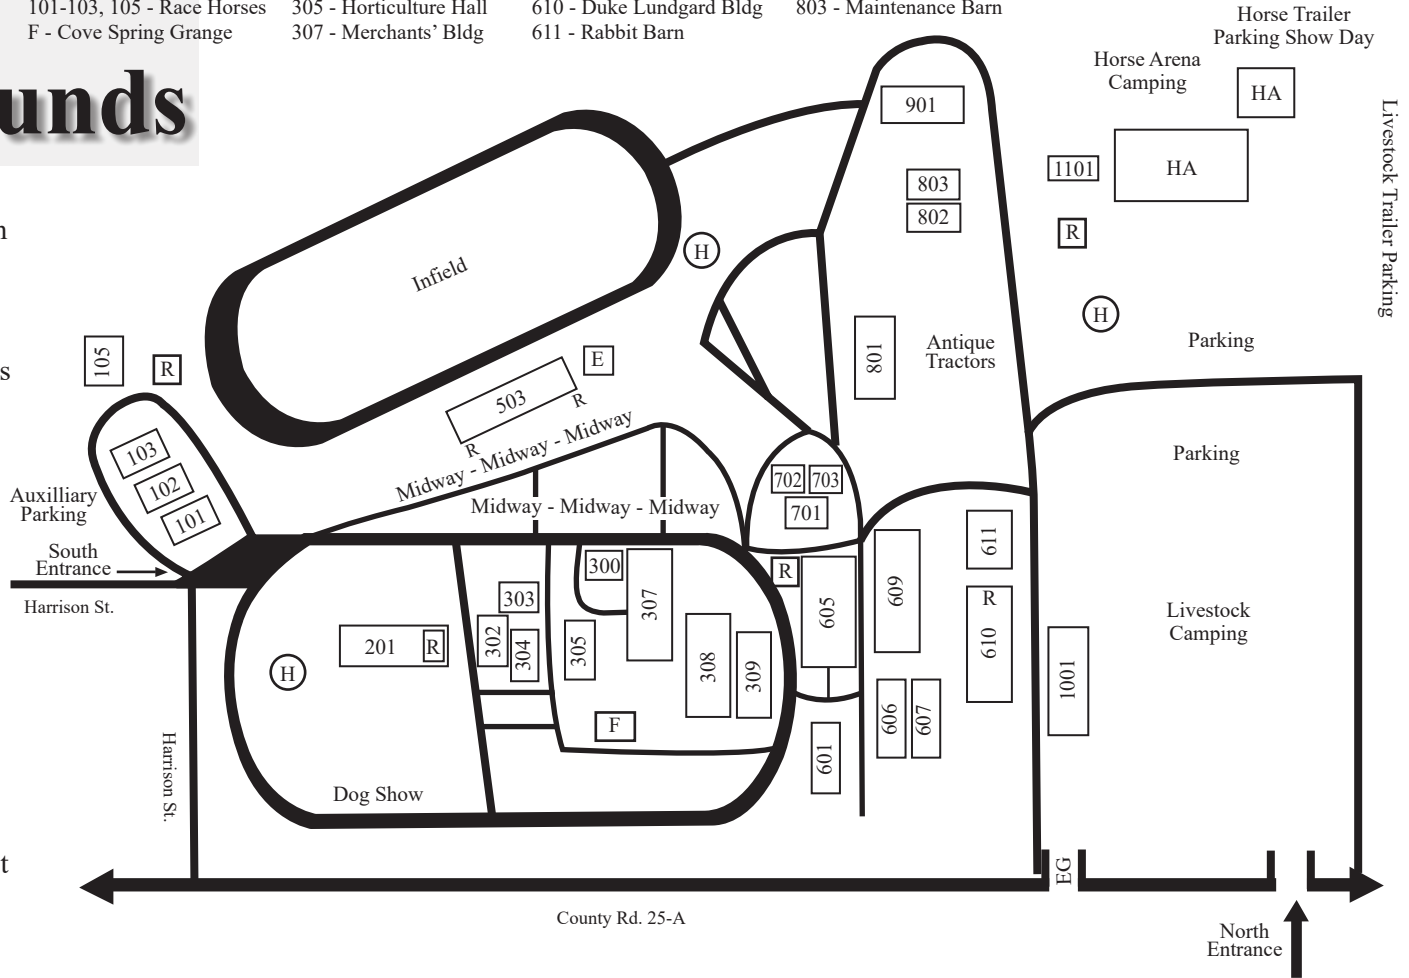 101-103, 105 - Race Horses
305 - Horticulture Hall
610 - Duke Lundgard Bldg
803 - Maintenance Barn
F - Cove Spring Grange
307 - Merchants’ Bldg
611 - Rabbit Barn
unds
n
s
t
Horse Trailer
Parking Show Day
Horse Arena
Camping
HA
HA
Livestock Trailer Parking
901
803
802
1101
R
H
H
Infield
Parking
801
Antique
Tractors
105
R
E
503
R
R
Midway - Midway - Midway
Midway - Midway - Midway
103
102
101
Auxilliary
Parking
South
Entrance
Harrison St.
Parking
702
703
701
611
R
610
609
R
605
300
307
303
302
304
305
308
309
201
R
H
F
606
607
601
1001
Livestock
Camping
Harrison St.
Dog Show
EG
County Rd. 25-A
North
Entrance